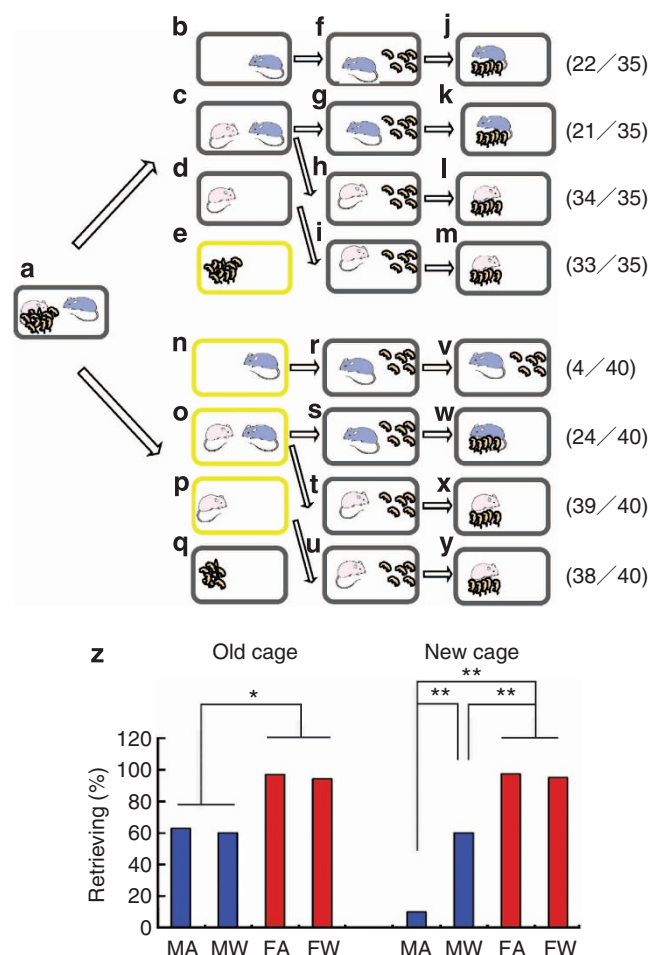 b f j
(22／35)
c g k
(21／35)
d h l
(34／35)
e i m
(33／35)
a
n r v
(4／40)
o s w
(24／40)
p t x
(39／40)
q u y
(38／40)
z Old cage New cage
**
* ** **
Retrieving (%)
120
100
80
60
40
20
0
MA MW FA FW MA MW FA FW